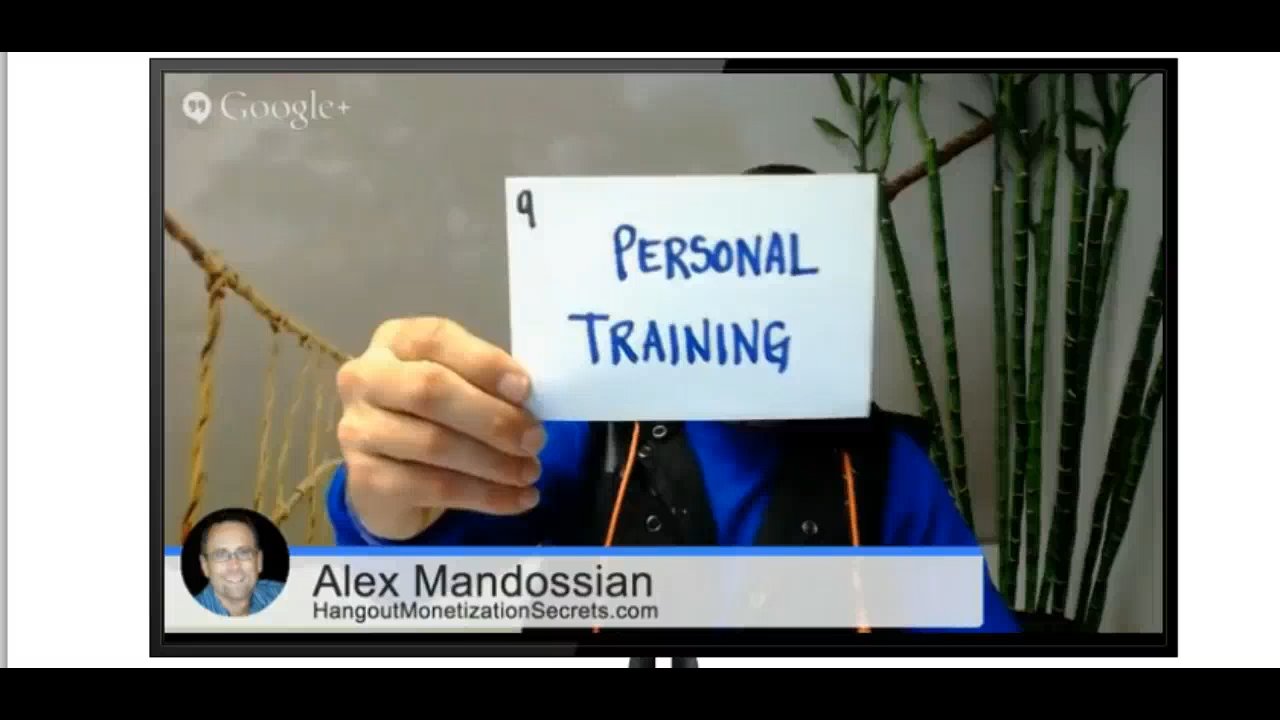 Google+
9
PERSONAL
TRAINING
Alex Mandossian
HangoutMonetizationSecrets.com